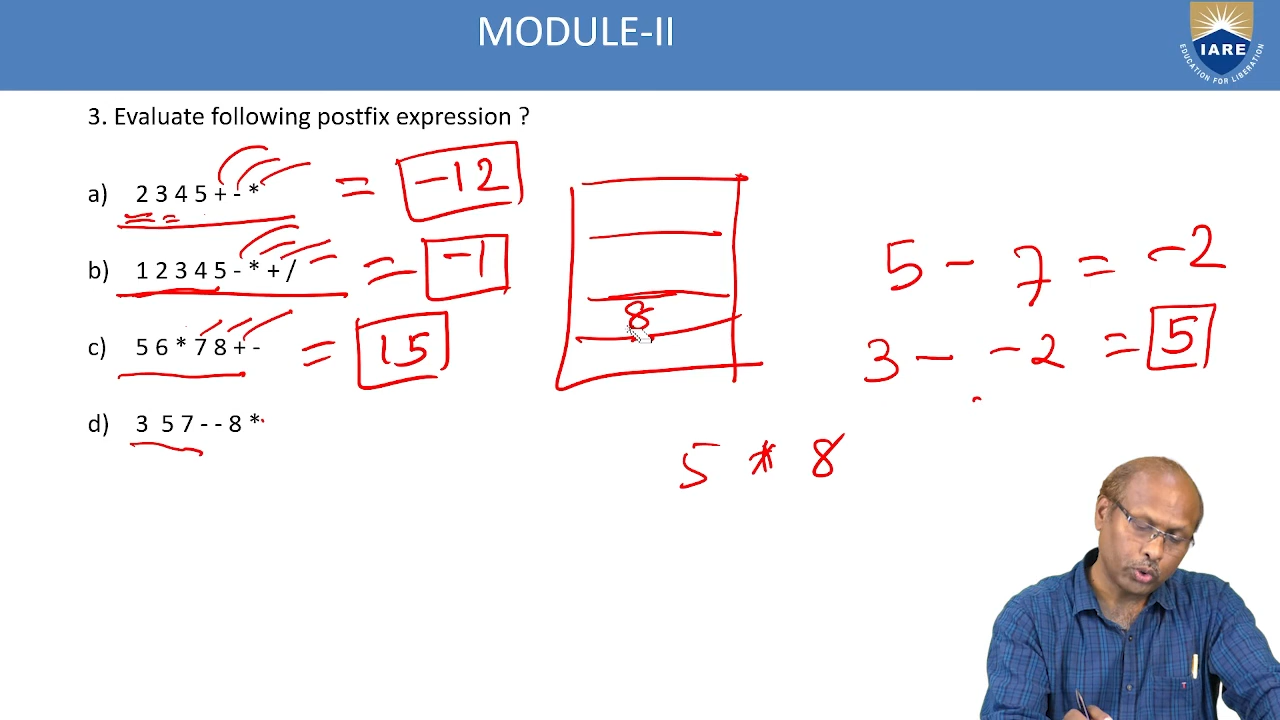 MODULE-II
IARE
EDUCATION FOR LIBERATION
3. Evaluate following postfix expression ?
a) 2 3 4 5 + - * = -12
b) 1 2 3 4 5 - * + / = -1
c) 5 6 * 7 8 + - = 15
d) 3 5 7 - - 8 *
8
5 - 7 = -2
3 - -2 = 5
5 * 8